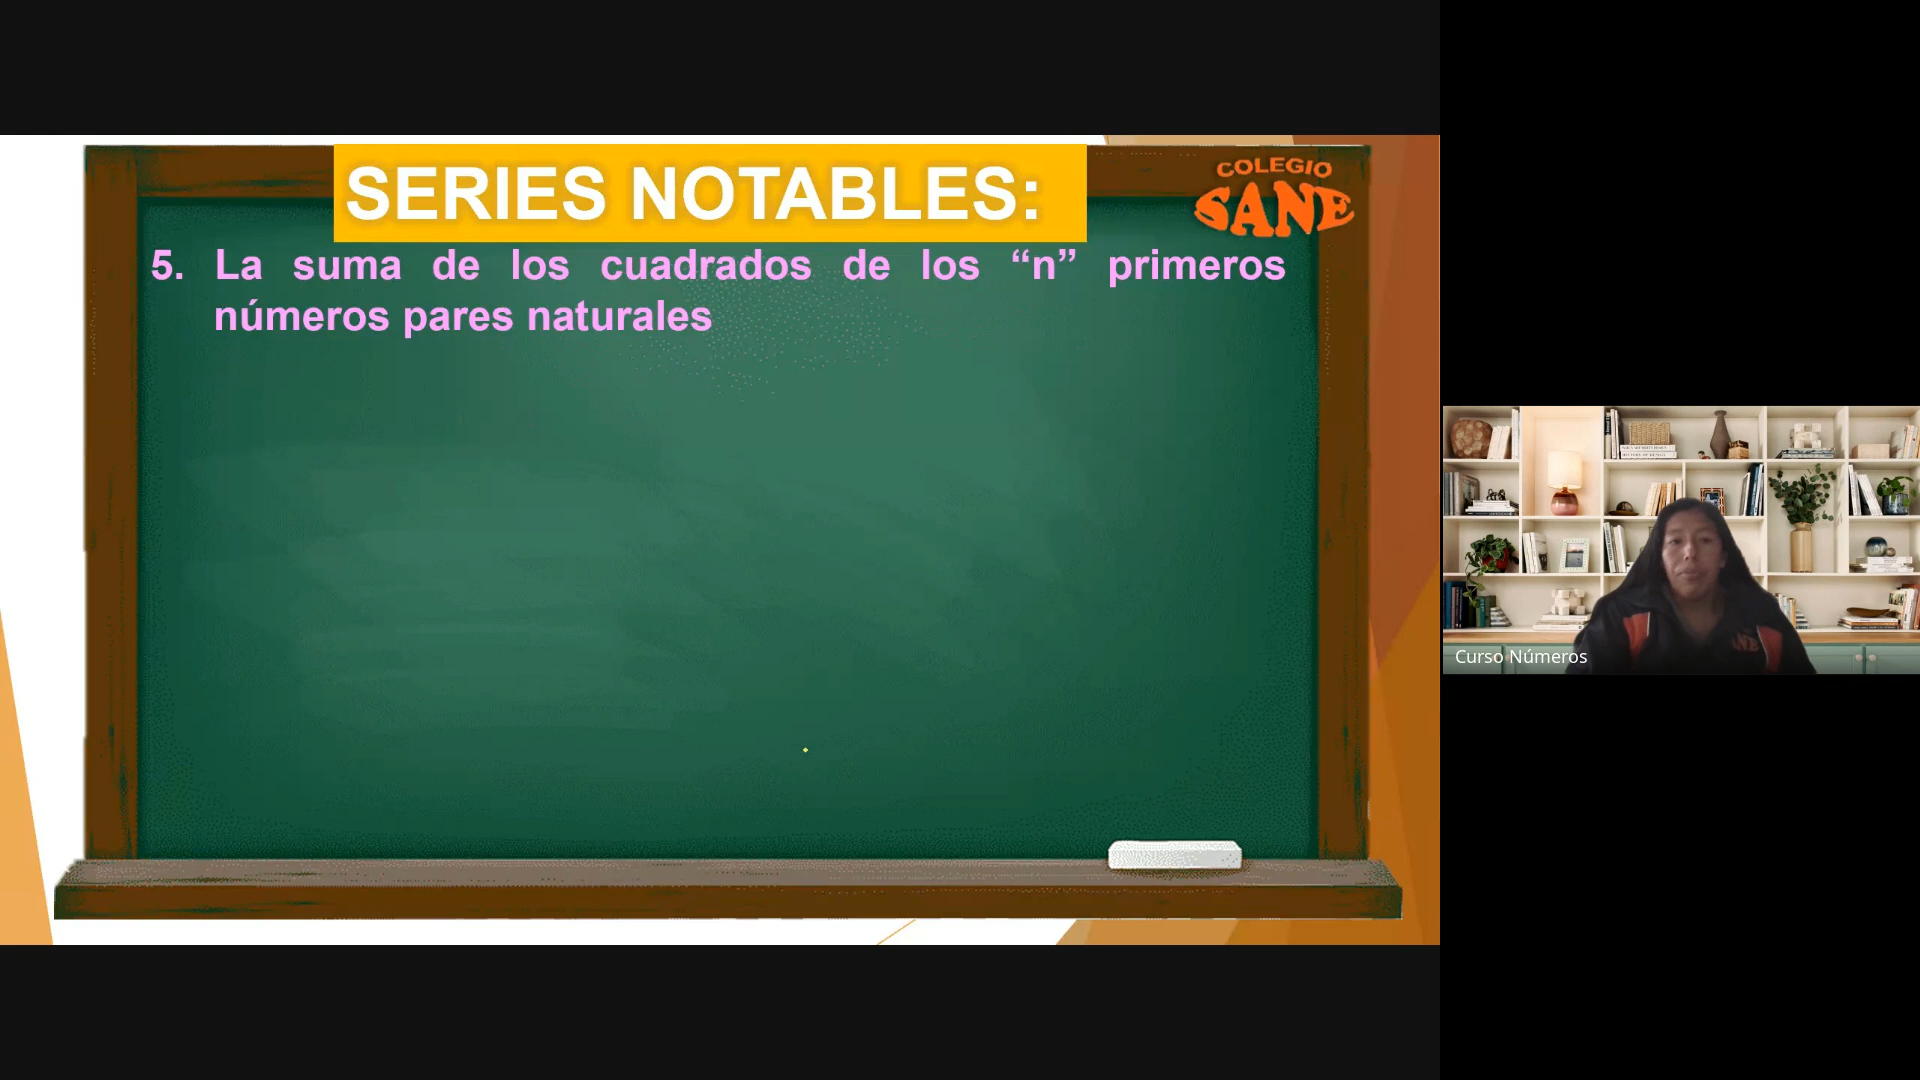 SERIES NOTABLES:
COLEGIO
SANE
5. La suma de los cuadrados de los “n” primeros
números pares naturales
Curso Números